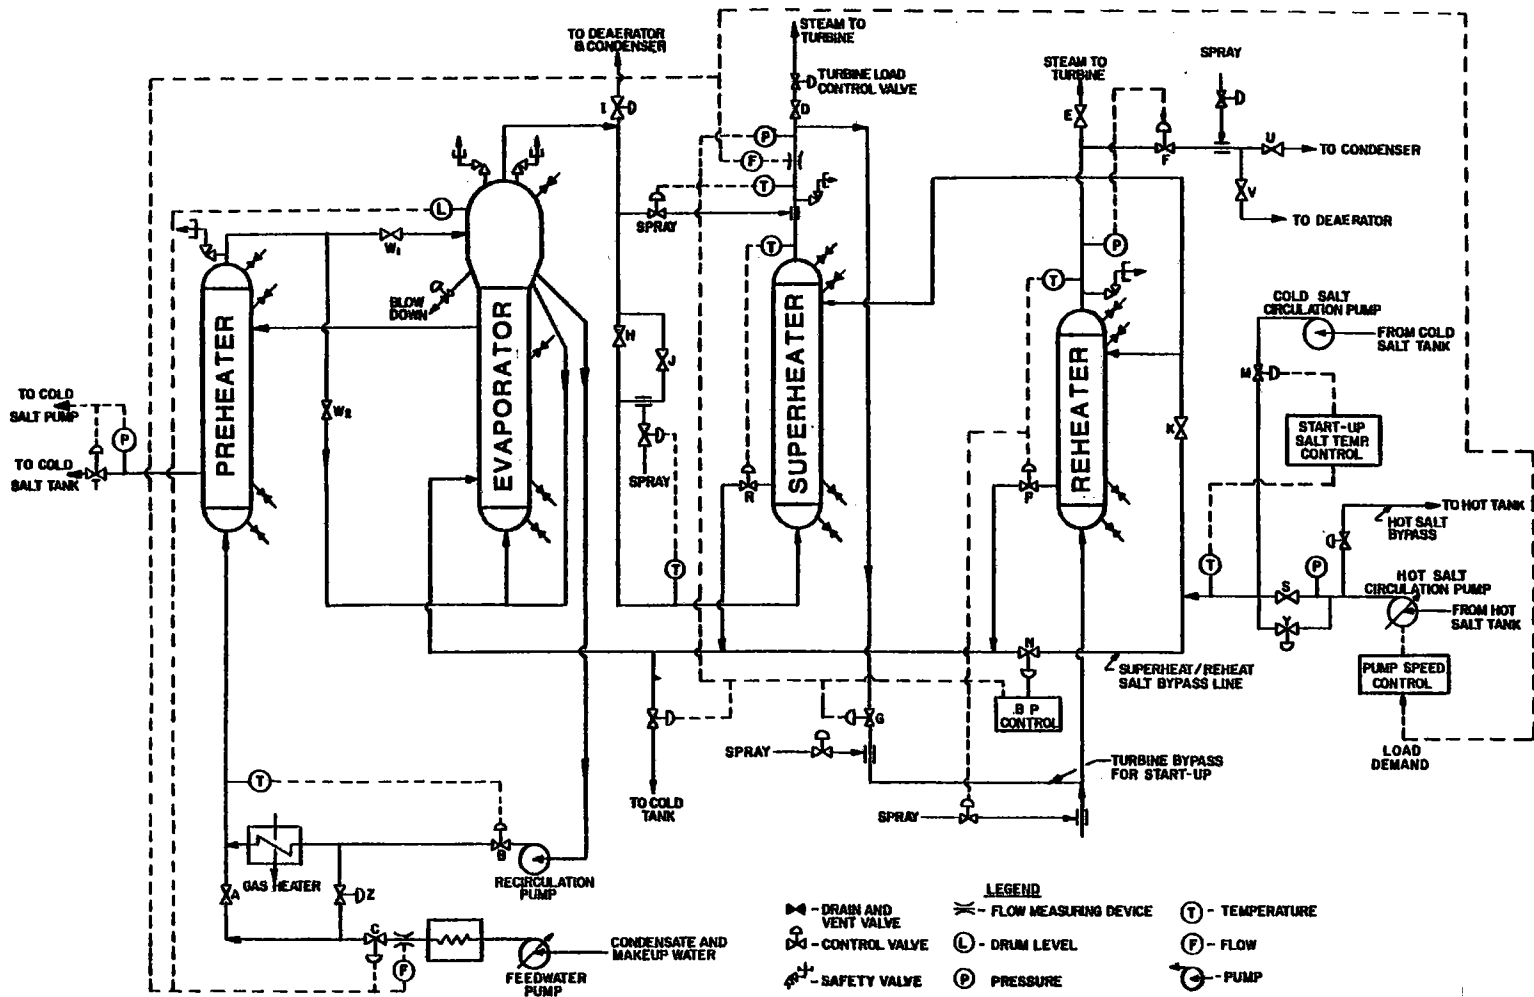 TO DEAERATOR
& CONDENSER
STEAM TO
TURBINE
TURBINE LOAD
CONTROL VALVE
I
D
STEAM TO
TURBINE
SPRAY
E
F
U
TO CONDENSER
V
TO DEAERATOR
P
F
T
L
SPRAY
W1
T
P
T
BLOW
DOWN
COLD SALT
CIRCULATION PUMP
FROM COLD
SALT TANK
H
J
M
PREHEATER
EVAPORATOR
SUPERHEATER
REHEATER
TO COLD
SALT PUMP
P
W2
K
START-UP
SALT TEMP.
CONTROL
TO COLD
SALT TANK
SPRAY
R
P
TO HOT TANK
HOT SALT
BYPASS
T
T
P
S
HOT SALT
CIRCULATION PUMP
FROM HOT
SALT TANK
Y
N
SUPERHEAT/REHEAT
SALT BYPASS LINE
PUMP SPEED
CONTROL
B P
CONTROL
G
SPRAY
LOAD
DEMAND
TURBINE BYPASS
FOR START-UP
T
TO COLD
TANK
SPRAY
B
GAS HEATER
RECIRCULATION
PUMP
A
Z
C
F
FEEDWATER
PUMP
CONDENSATE AND
MAKEUP WATER
LEGEND
- DRAIN AND
VENT VALVE
- FLOW MEASURING DEVICE
T - TEMPERATURE
- CONTROL VALVE
L - DRUM LEVEL
F - FLOW
- SAFETY VALVE
P PRESSURE
- PUMP